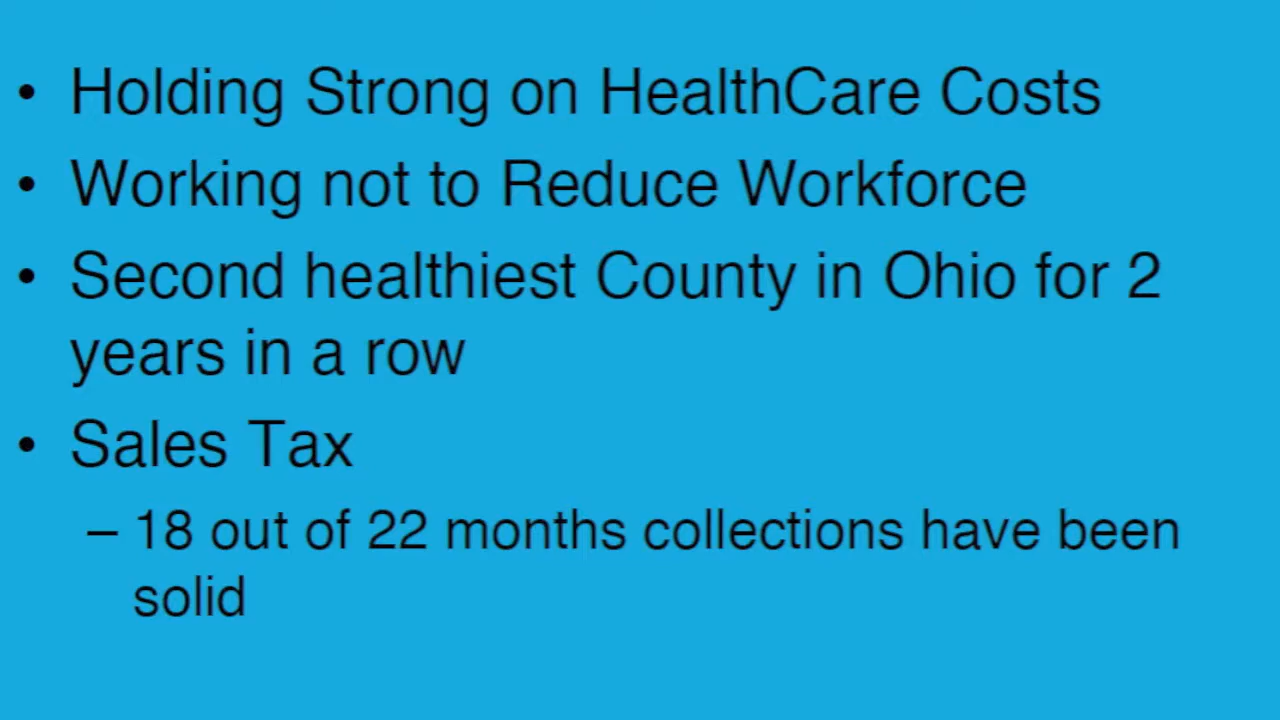 • Holding Strong on HealthCare Costs
• Working not to Reduce Workforce
• Second healthiest County in Ohio for 2
years in a row
• Sales Tax
– 18 out of 22 months collections have been
solid